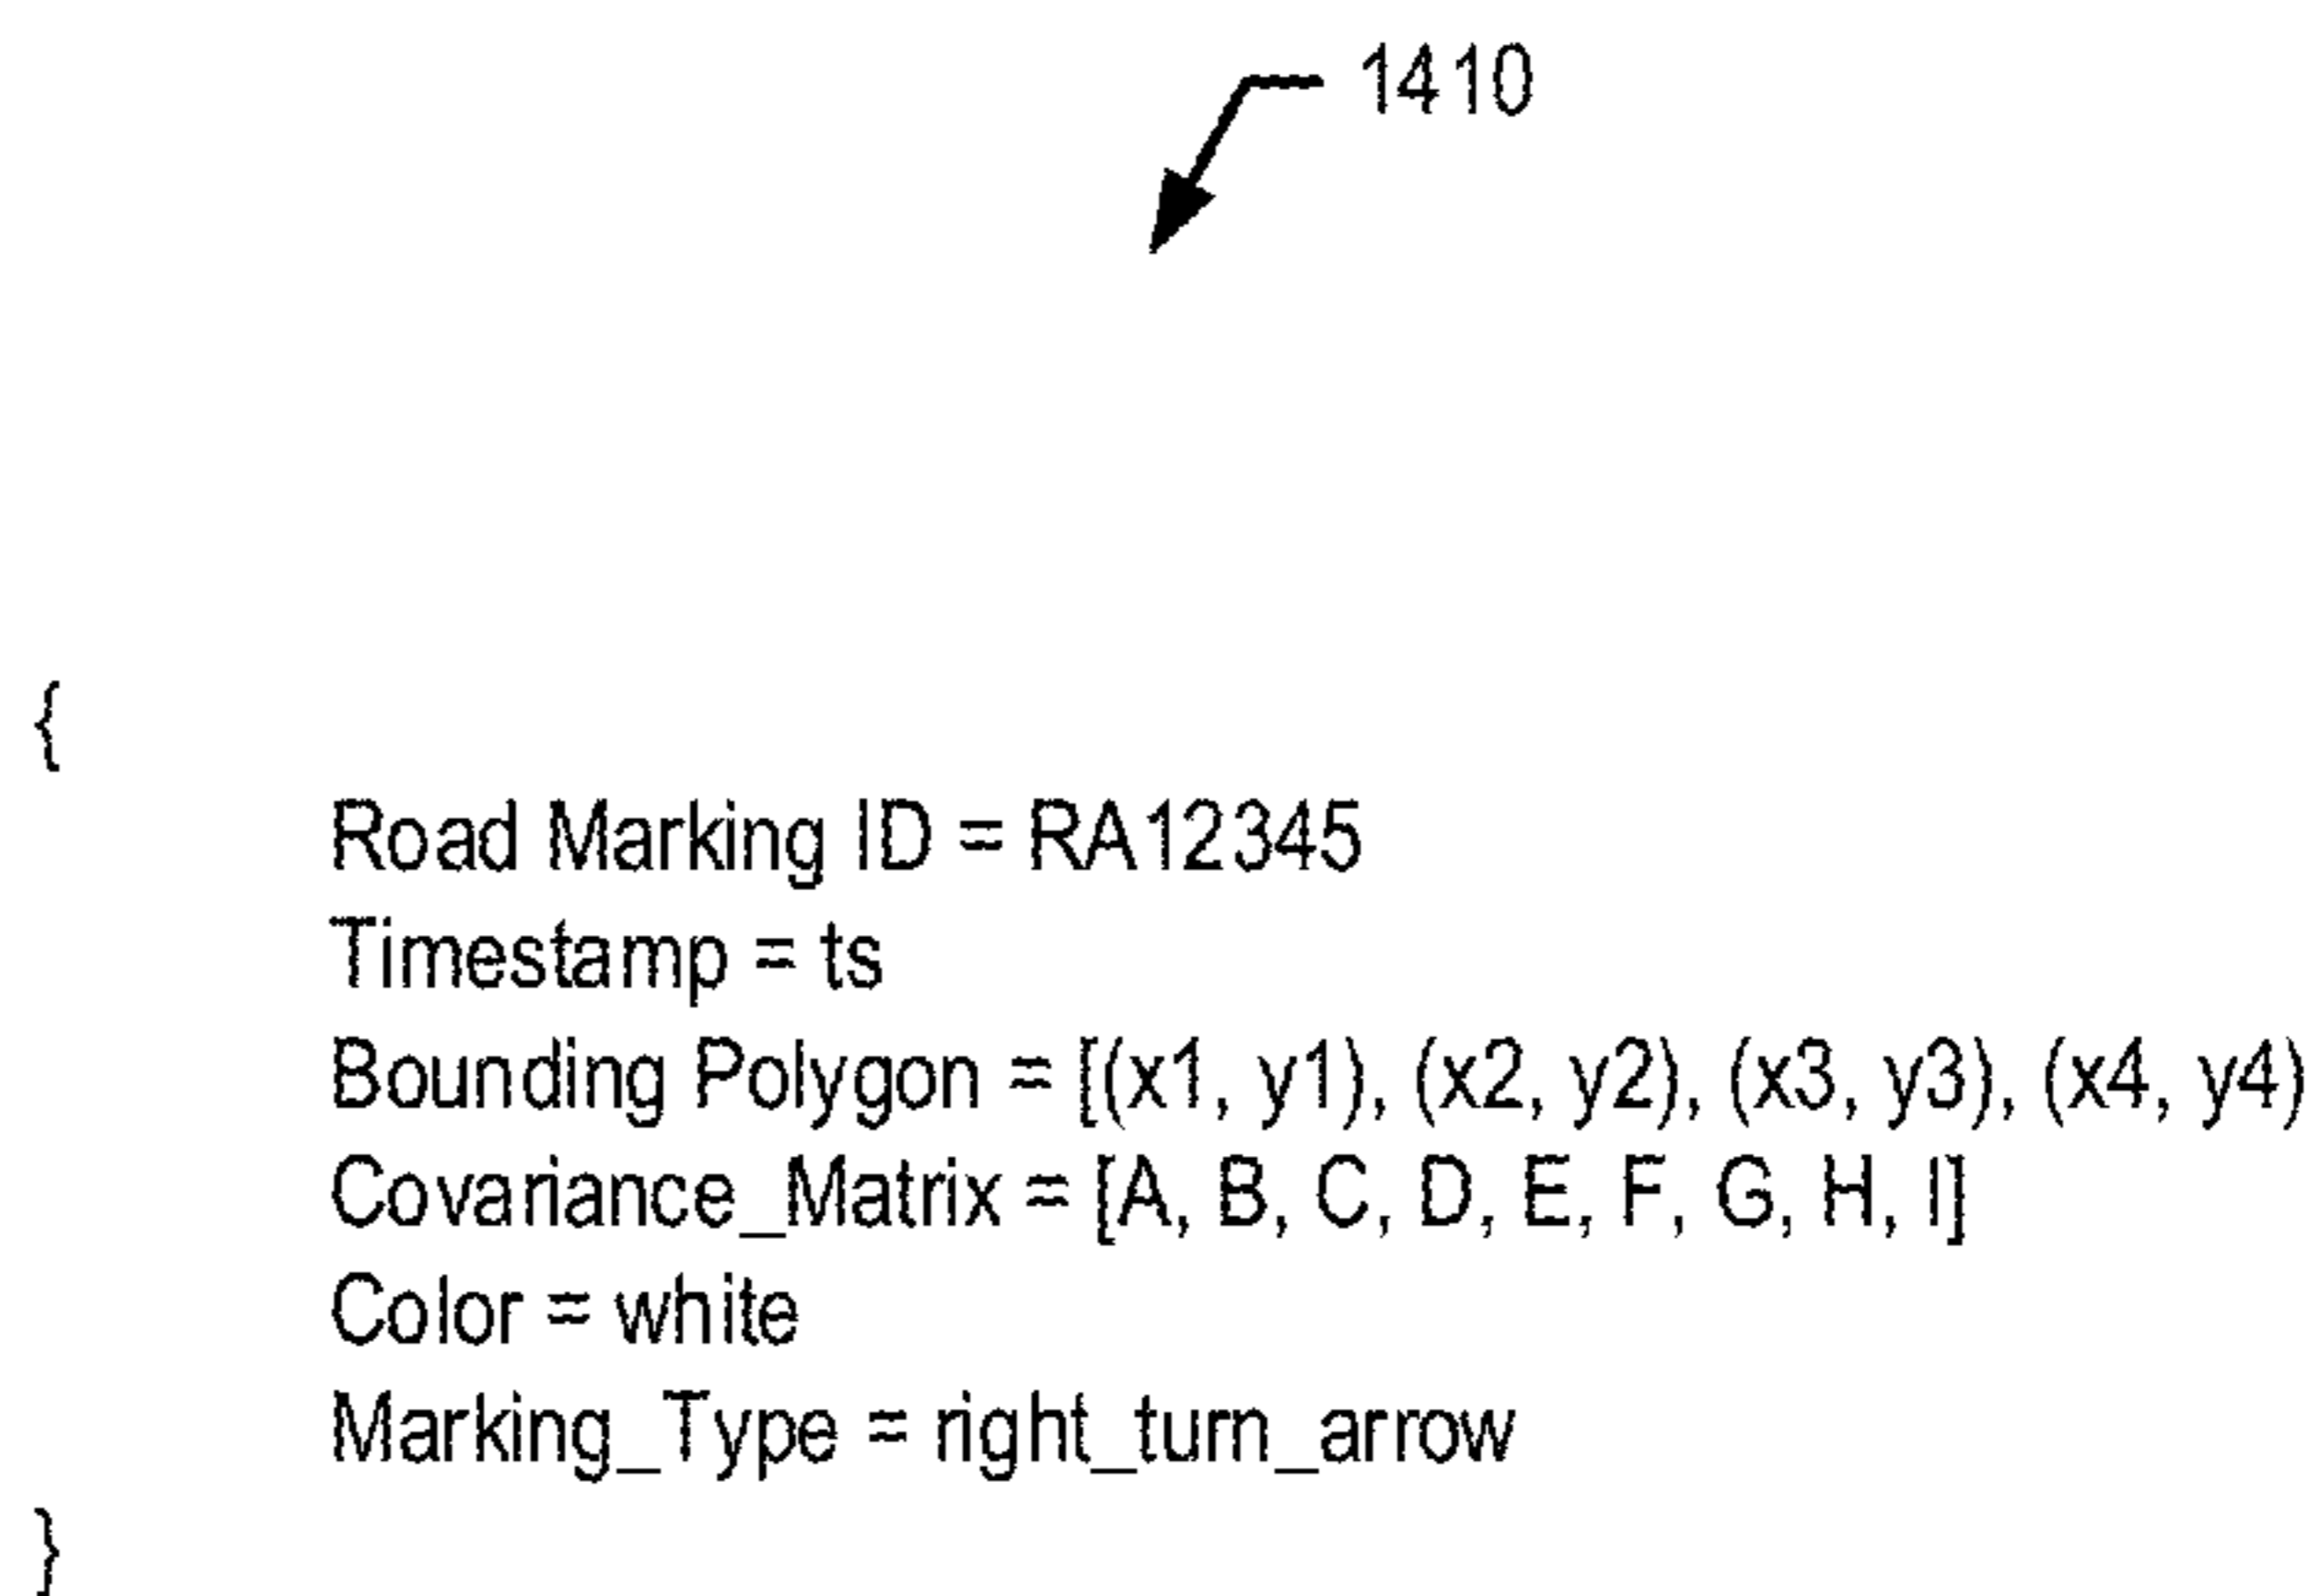 1410
{
Road Marking ID = RA12345
Timestamp = ts
Bounding Polygon = [(x1, y1), (x2, y2), (x3, y3), (x4, y4)
Covariance_Matrix = [A, B, C, D, E, F, G, H, I]
Color = white
Marking_Type = right_turn_arrow
}